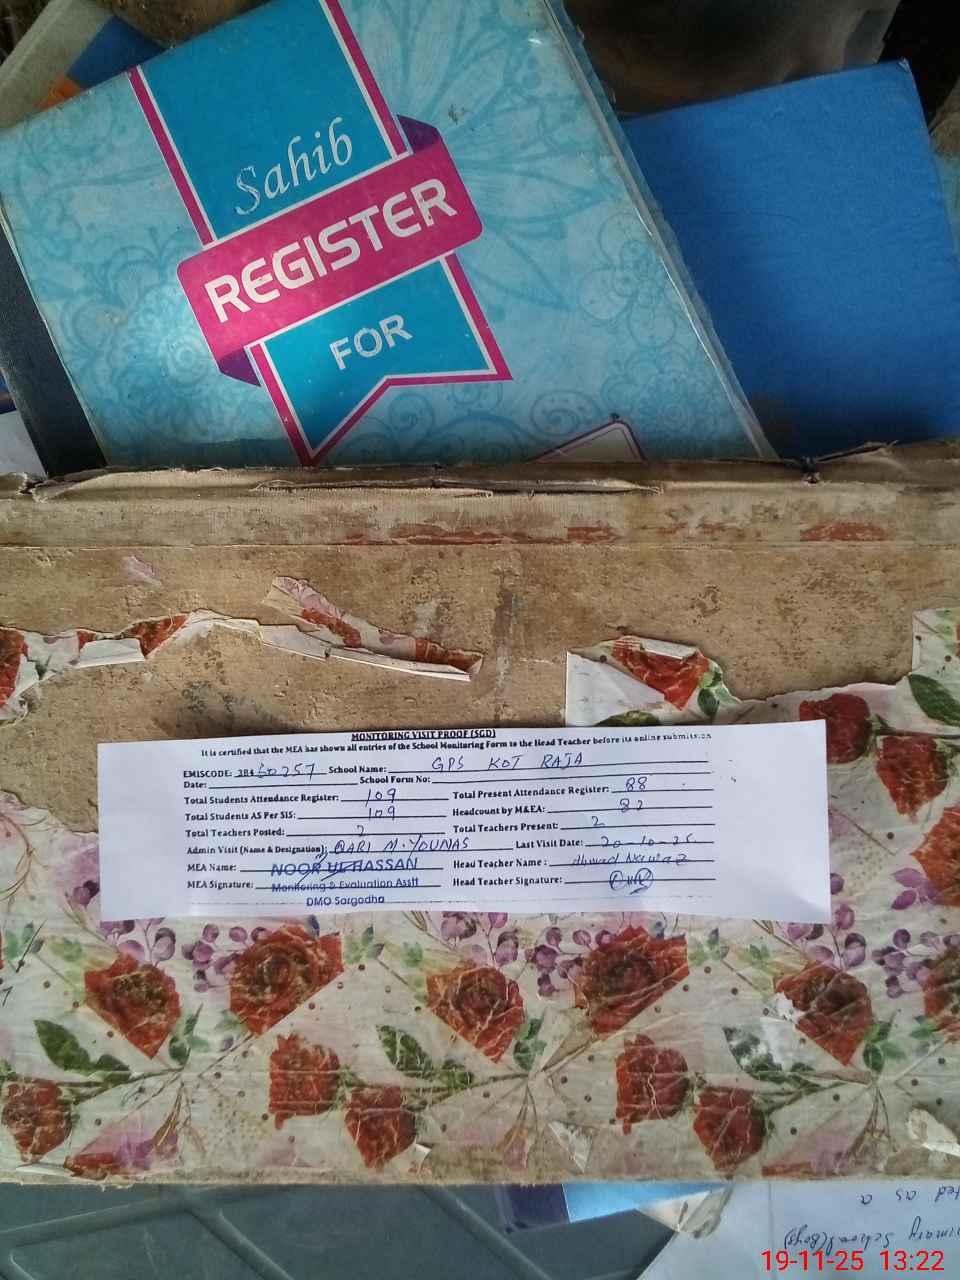 Sahib
REGISTER
FOR
MONITORING VISIT PROOF (SGD)
It is certified that the MEA has shown all entries of the School Monitoring Form to the Head Teacher before its online submission
EMISCODE: 384 50257 School Name: GPS KOT RAJA
Date: School Form No:
Total Students Attendance Register: 109 Total Present Attendance Register: 88
Total Students AS Per SIS: 109 Headcount by M&EA: 82
Total Teachers Posted: 2 Total Teachers Present: 2
Admin Visit (Name & Designation): QARI M. YOUNAS Last Visit Date: 20-10-25
MEA Name: NOOR UL HASSAN Head Teacher Name: Ahmad Nawaz
MEA Signature: Monitoring & Evaluation Asstt Head Teacher Signature:
DMO Sargodha
as a
School (Boys)
19-11-25 13:22